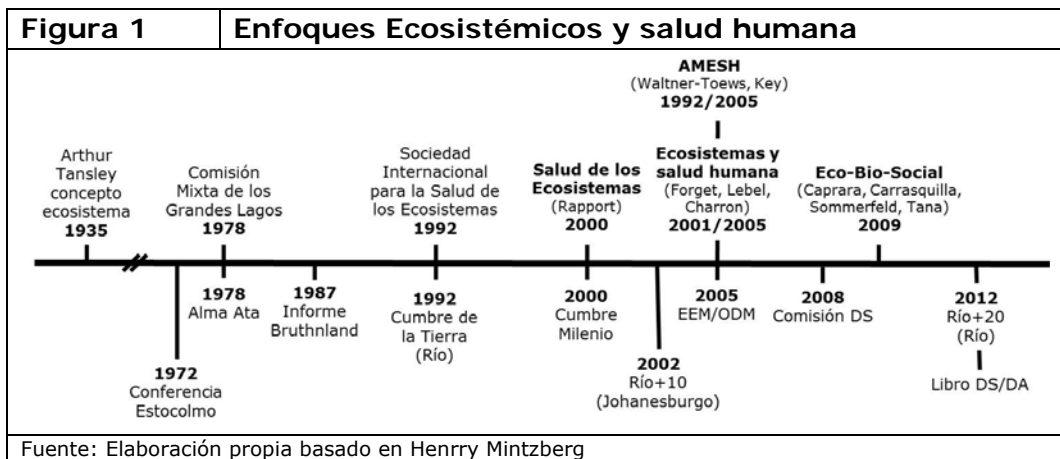 Figura 1
Enfoques Ecosistémicos y salud humana
Arthur
Tansley
concepto
ecosistema
1935
Comisión
Mixta de los
Grandes Lagos
1978
Sociedad
Internacional
para la Salud de
los Ecosistemas
1992
Salud de los
Ecosistemas
(Rapport)
2000
AMESH
(Waltner-Toews, Key)
1992/2005
Ecosistemas y
salud humana
(Forget, Lebel,
Charron)
2001/2005
Eco-Bio-Social
(Caprara, Carrasquilla,
Sommerfeld, Tana)
2009
1972
Conferencia
Estocolmo
1978
Alma Ata
1987
Informe
Bruthnland
1992
Cumbre de
la Tierra
(Río)
2000
Cumbre
Milenio
2002
Río+10
(Johanesburgo)
2005
EEM/ODM
2008
Comisión DS
2012
Río+20
(Río)
Libro DS/DA
Fuente: Elaboración propia basado en Henrry Mintzberg